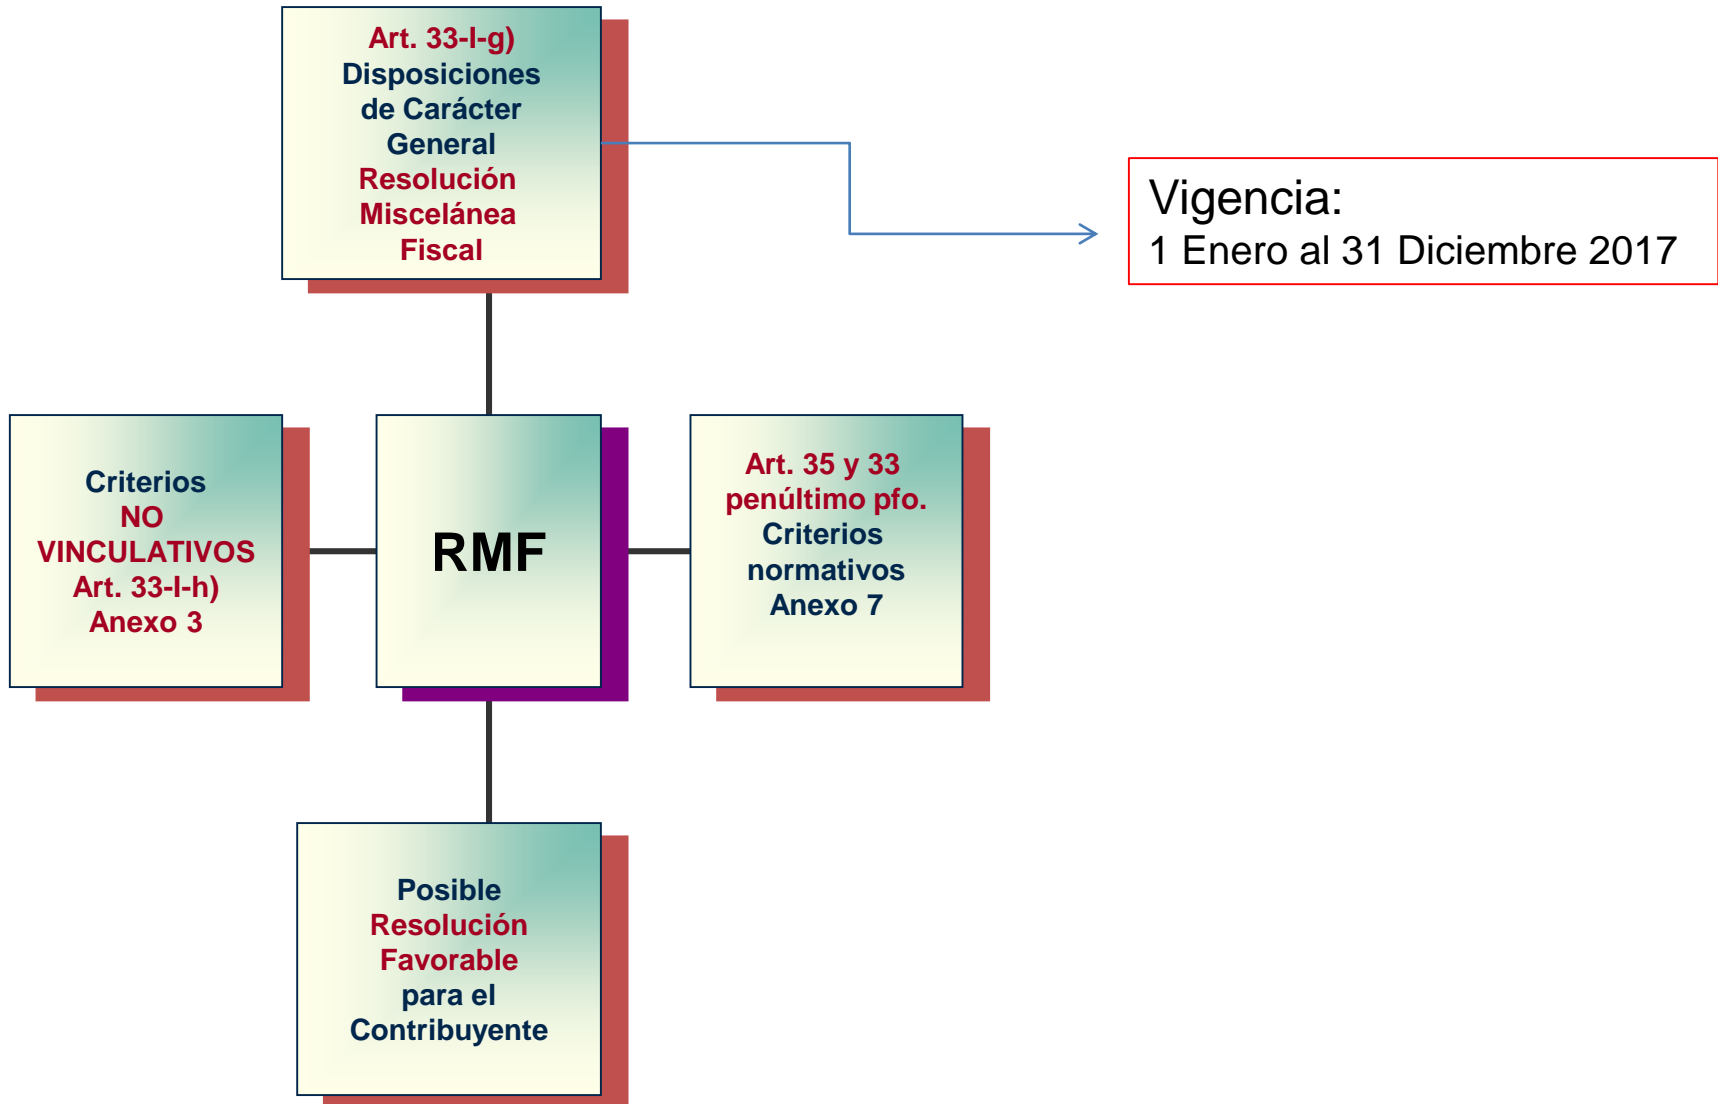 Art. 33-I-g)
Disposiciones
de Carácter
General
Resolución
Miscelánea
Fiscal
Vigencia:
1 Enero al 31 Diciembre 2017
Criterios
NO
VINCULATIVOS
Art. 33-I-h)
Anexo 3
RMF
Art. 35 y 33
penúltimo pfo.
Criterios
normativos
Anexo 7
Posible
Resolución
Favorable
para el
Contribuyente